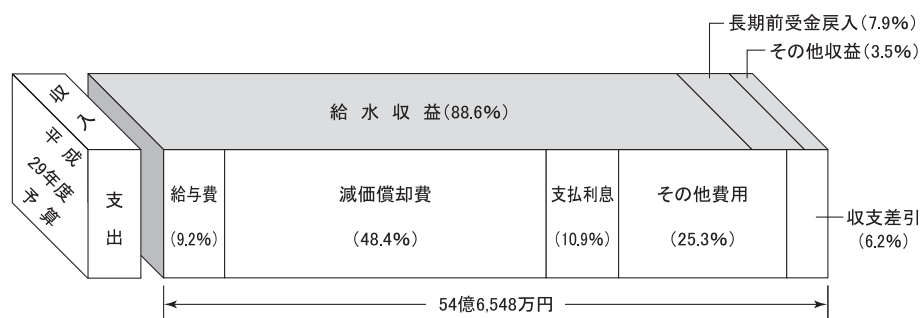 長期前受金戻入(7.9%)
その他収益(3.5%)
収入
給水収益(88.6%)
平成
29年度
予算
支出
給与費
(9.2%)
減価償却費
(48.4%)
支払利息
(10.9%)
その他費用
(25.3%)
収支差引
(6.2%)
54億6,548万円